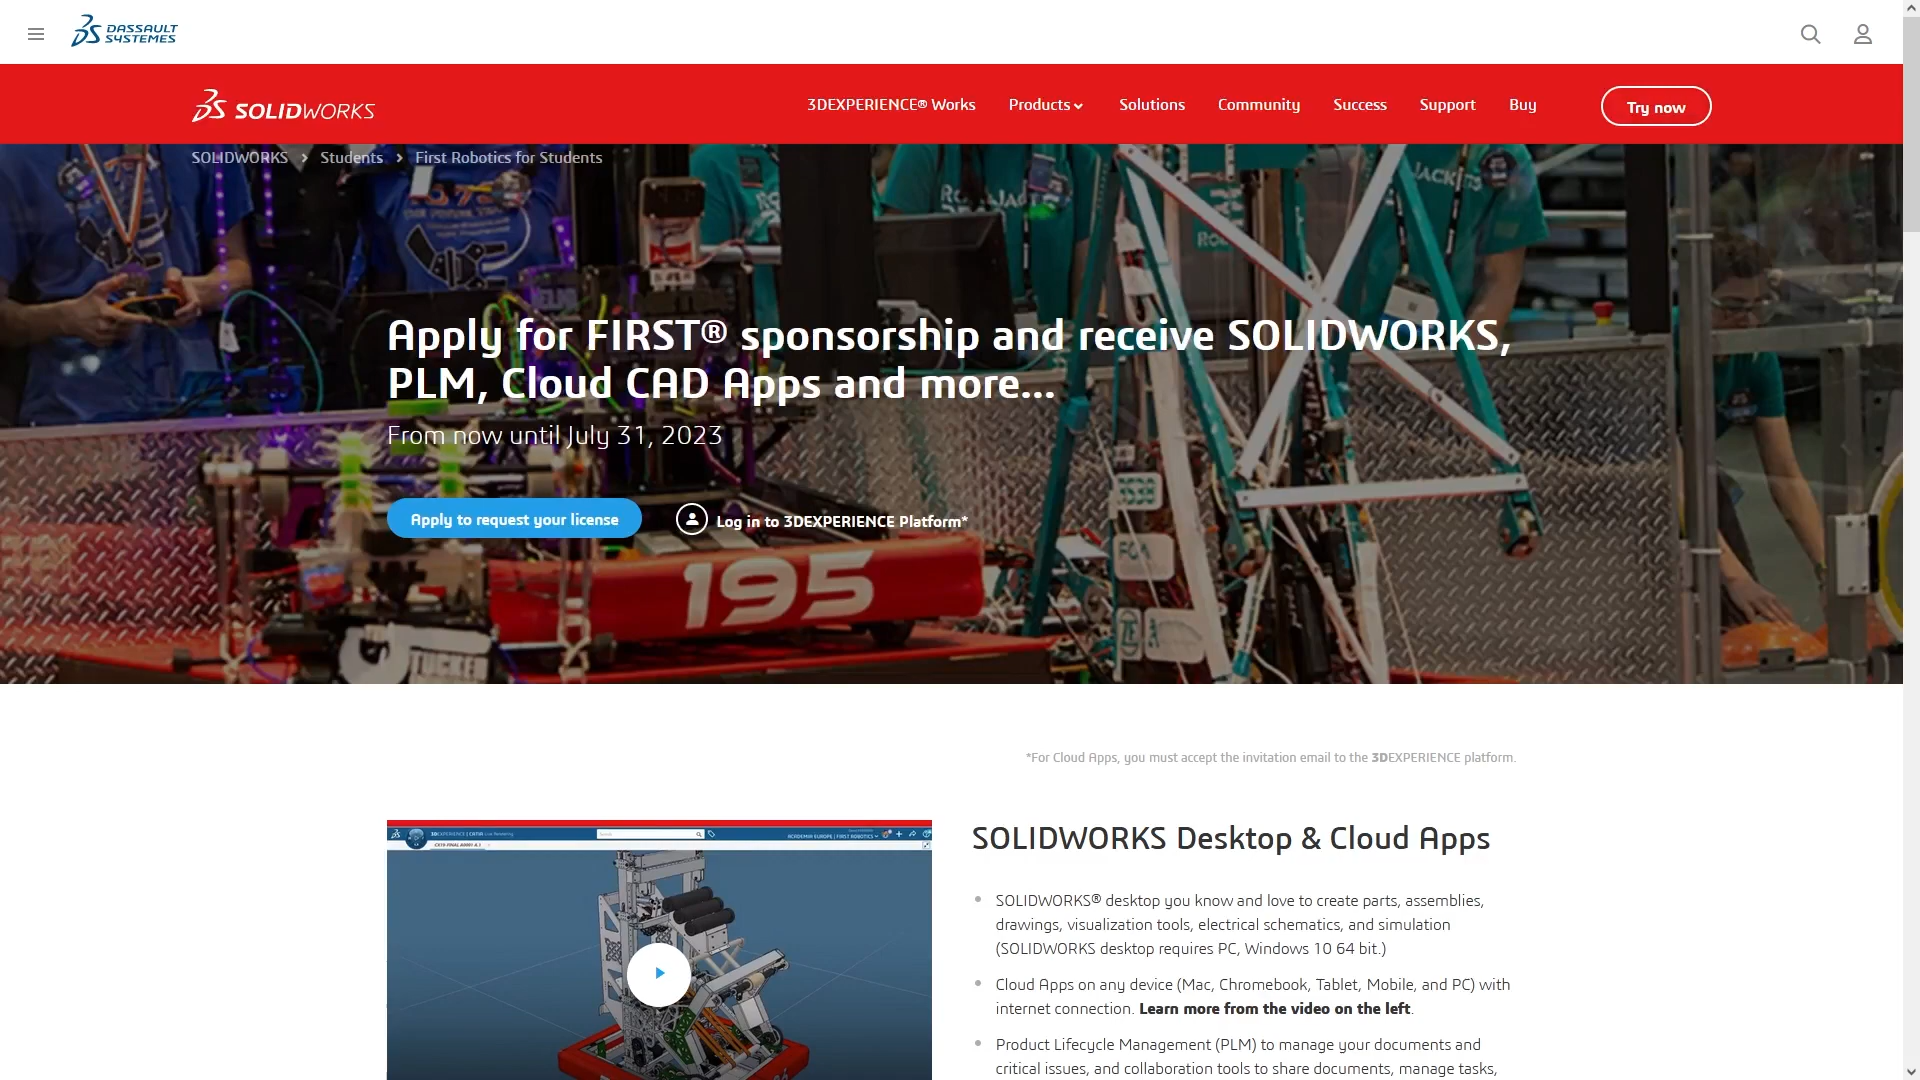 DASSAULT
SYSTEMES
SOLIDWORKS
3DEXPERIENCE® Works
Products
Solutions
Community
Success
Support
Buy
Try now
SOLIDWORKS
Students
First Robotics for Students
JACKITS
Apply for FIRST® sponsorship and receive SOLIDWORKS,
PLM, Cloud CAD Apps and more...
From now until July 31, 2023
Apply to request your license
Log in to 3DEXPERIENCE Platform*
195
TUCKER
*For Cloud Apps, you must accept the invitation email to the 3DEXPERIENCE platform.
SOLIDWORKS Desktop & Cloud Apps
SOLIDWORKS® desktop you know and love to create parts, assemblies,
drawings, visualization tools, electrical schematics, and simulation
(SOLIDWORKS desktop requires PC, Windows 10 64 bit.)
Cloud Apps on any device (Mac, Chromebook, Tablet, Mobile, and PC) with
internet connection. Learn more from the video on the left.
Product Lifecycle Management (PLM) to manage your documents and
critical issues, and collaboration tools to share documents, manage tasks,